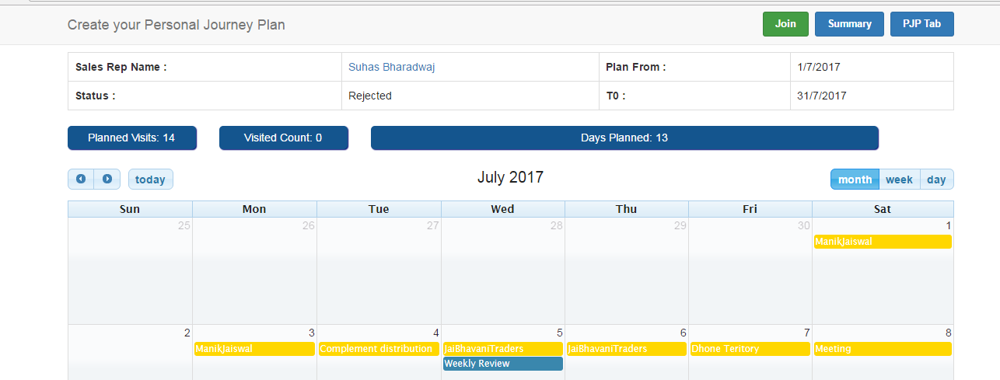 Create your Personal Journey Plan Join Summary PJP Tab
Sales Rep Name : Suhas Bharadwaj Plan From : 1/7/2017
Status : Rejected T0 : 31/7/2017
Planned Visits: 14 Visited Count: 0 Days Planned: 13
today July 2017 month week day
Sun Mon Tue Wed Thu Fri Sat
25 26 27 28 29 30 1
ManikJaiswal
2 3 4 5 6 7 8
ManikJaiswal Complement distribution JaiBhavaniTraders JaiBhavaniTraders Dhone Teritory Meeting
Weekly Review